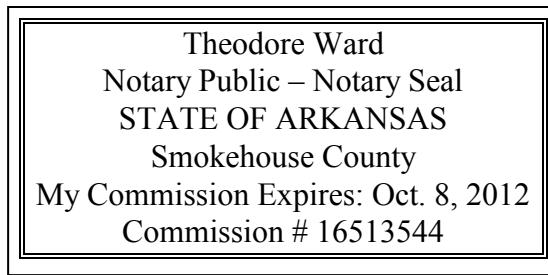 Theodore Ward
Notary Public – Notary Seal
STATE OF ARKANSAS
Smokehouse County
My Commission Expires: Oct. 8, 2012
Commission # 16513544